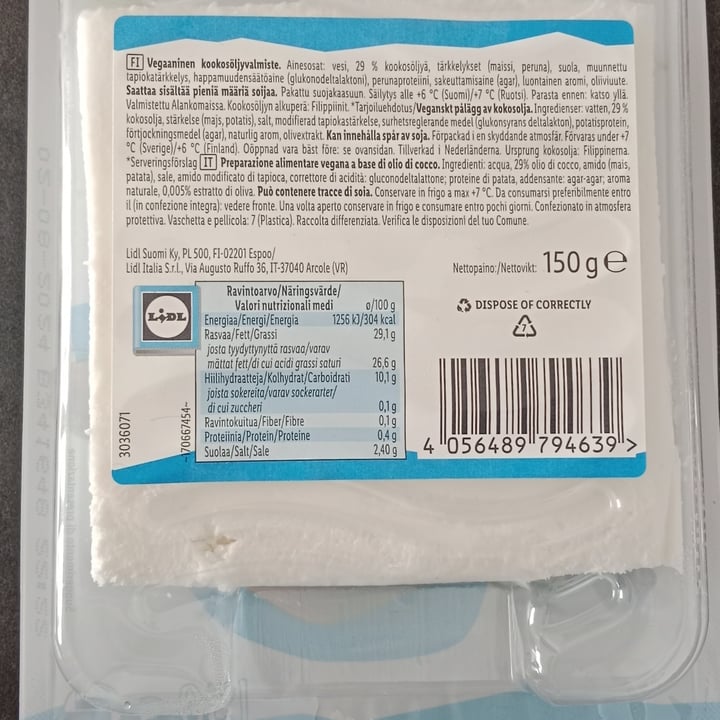 FI Vegaaninen kookosöljyvalmiste. Ainesosat: vesi, 29 % kookosöljyä, tärkkelykset (maissi, peruna), suola, muunnettu
tapiokatärkkelys, happamuudensäätöaine (glukonodeltalaktoni), perunaproteiini, sakeuttamisaine (agar), luontainen aromi, oliiviuute.
Saattaa sisältää pieniä määriä soijaa. Pakattu suojakaasuun. Säilytys alle +6 °C (Suomi)/+7 °C (Ruotsi). Parasta ennen: katso yllä.
Valmistettu Alankomaissa. Kookosöljyn alkuperä: Filippiinit. *Tarjoiluehdotus/Veganskt pålägg av kokosolja. Ingredienser: vatten, 29 %
kokosolja, stärkelse (majs, potatis), salt, modifierad tapiokastärkelse, surhetsreglerande medel (glukonsyrans deltalakton), potatisprotein,
förtjockningsmedel (agar), naturlig arom, olivextrakt. Kan innehålla spår av soja. Förpackad i en skyddande atmosfär. Förvaras under +7
°C (Sverige)/+6 °C (Finland). Oöppnad vara bäst före: se ovansidan. Tillverkad i Nederländerna. Ursprung kokosolja: Filippinerna.
*Serveringsförslag IT Preparazione alimentare vegana a base di olio di cocco. Ingredienti: acqua, 29% olio di cocco, amido (mais,
patata), sale, amido modificato di tapioca, correttore di acidità: gluconodeltalattone; proteine di patata, addensante: agar-agar; aroma
naturale, 0,005% estratto di oliva. Può contenere tracce di soia. Conservare in frigo a max +7 °C. Da consumarsi preferibilmente entro
il (in confezione integra): vedere fronte. Una volta aperto conservare in frigo e consumare entro pochi giorni. Confezionato in atmosfera
protettiva. Vaschetta e pellicola: 7 (Plastica). Raccolta differenziata. Verifica le disposizioni del tuo Comune.
Lidl Suomi Ky, PL 500, FI-02201 Espoo/
Lidl Italia S.r.l., Via Augusto Ruffo 36, IT-37040 Arcole (VR)
Nettopaino:/Nettovikt: 150 g e
LIDL
Ravintoarvo/Näringsvärde/
Valori nutrizionali medi ø/100 g
Energiaa/Energi/Energia 1256 kJ/304 kcal
Rasvaa/Fett/Grassi 29,1 g
josta tyydyttynyttä rasvaa/varav
mättat fett/di cui acidi grassi saturi 26,6 g
Hiilihydraatteja/Kolhydrat/Carboidrati 10,1 g
joista sokereita/varav sockerarter/
di cui zuccheri 0,1 g
Ravintokuitua/Fiber/Fibre 0,1 g
Proteiinia/Protein/Proteine 0,4 g
Suolaa/Salt/Sale 2,40 g
DISPOSE OF CORRECTLY
7
3036071
-170667454-
4 056489 794639 >